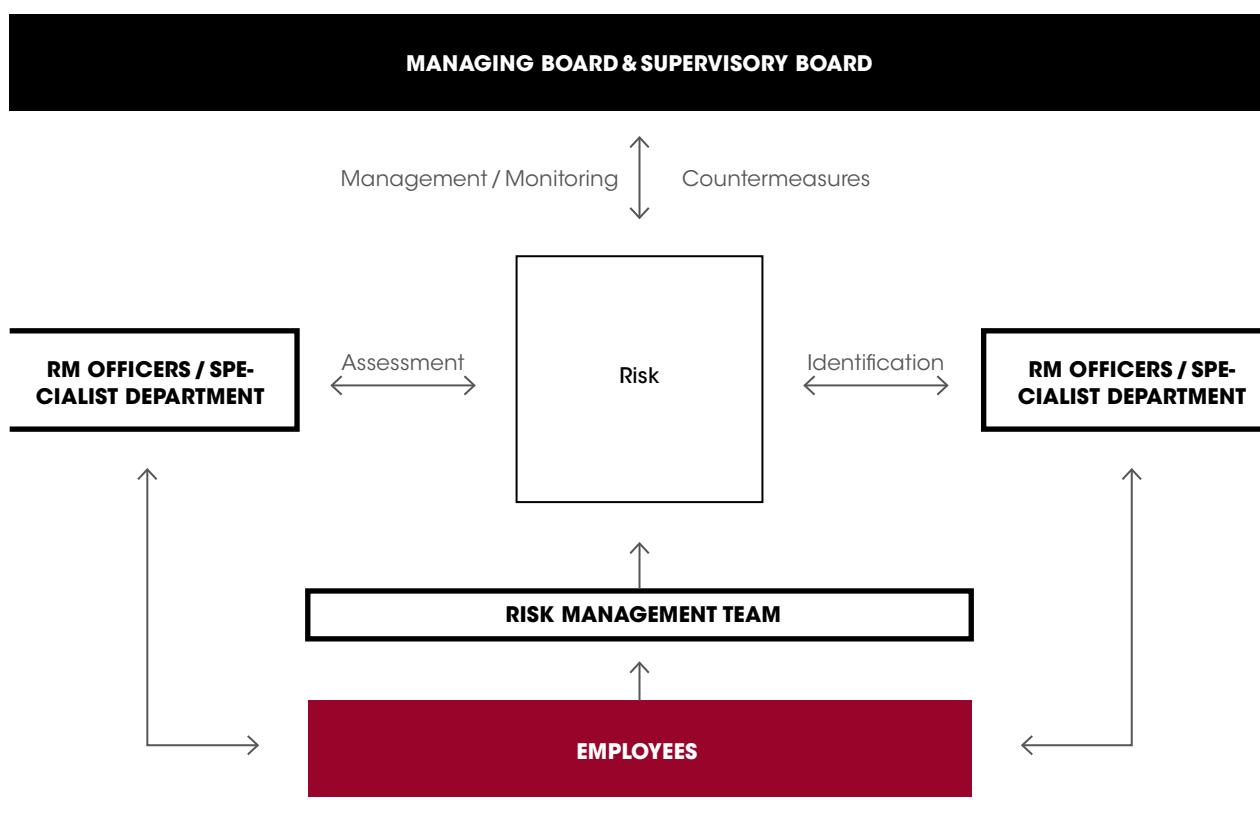 MANAGING BOARD & SUPERVISORY BOARD
Management / Monitoring
Countermeasures
RM OFFICERS / SPE-
CIALIST DEPARTMENT
Assessment
Risk
Identification
RM OFFICERS / SPE-
CIALIST DEPARTMENT
RISK MANAGEMENT TEAM
EMPLOYEES